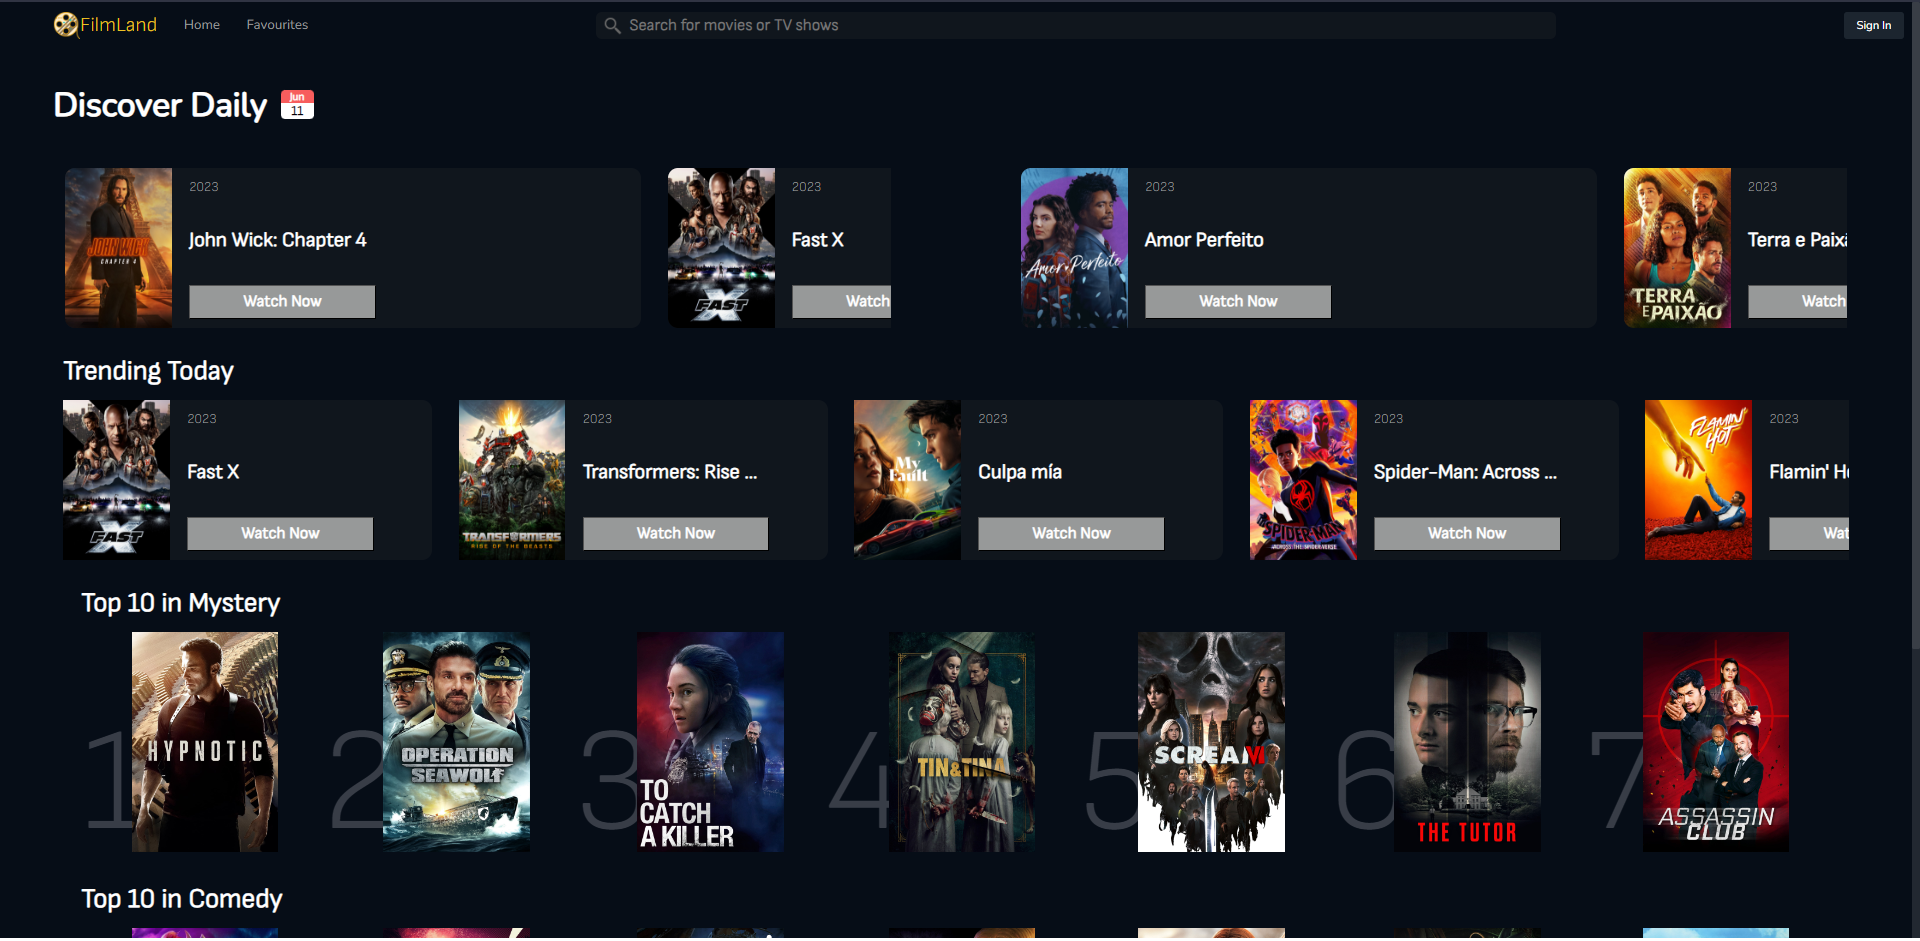 FilmLand
Home
Favourites
Search for movies or TV shows
Sign In
Discover Daily
Jun
11
2023
John Wick: Chapter 4
Watch Now
JOHN WICK
CHAPTER 4
2023
Fast X
Watch
FAST X
2023
Amor Perfeito
Watch Now
Amor Perfeito
2023
Terra e Paix
Watch
TERRA
E PAIXÃO
Trending Today
2023
Fast X
Watch Now
FAST X
2023
Transformers: Rise ...
Watch Now
TRANSFORMERS
RISE OF THE BEASTS
2023
Culpa mía
Watch Now
My
Fault
2023
Spider-Man: Across ...
Watch Now
SPIDER-MAN
ACROSS THE SPIDER-VERSE
2023
Flamin' H
Wat
FLAMIN'
HOT
Top 10 in Mystery
1
HYPNOTIC
2
OPERATION
SEAWOLF
3
TO
CATCH
A KILLER
4
TIN&TINA
5
SCREAM VI
6
THE TUTOR
7
ASSASSIN
CLUB
Top 10 in Comedy